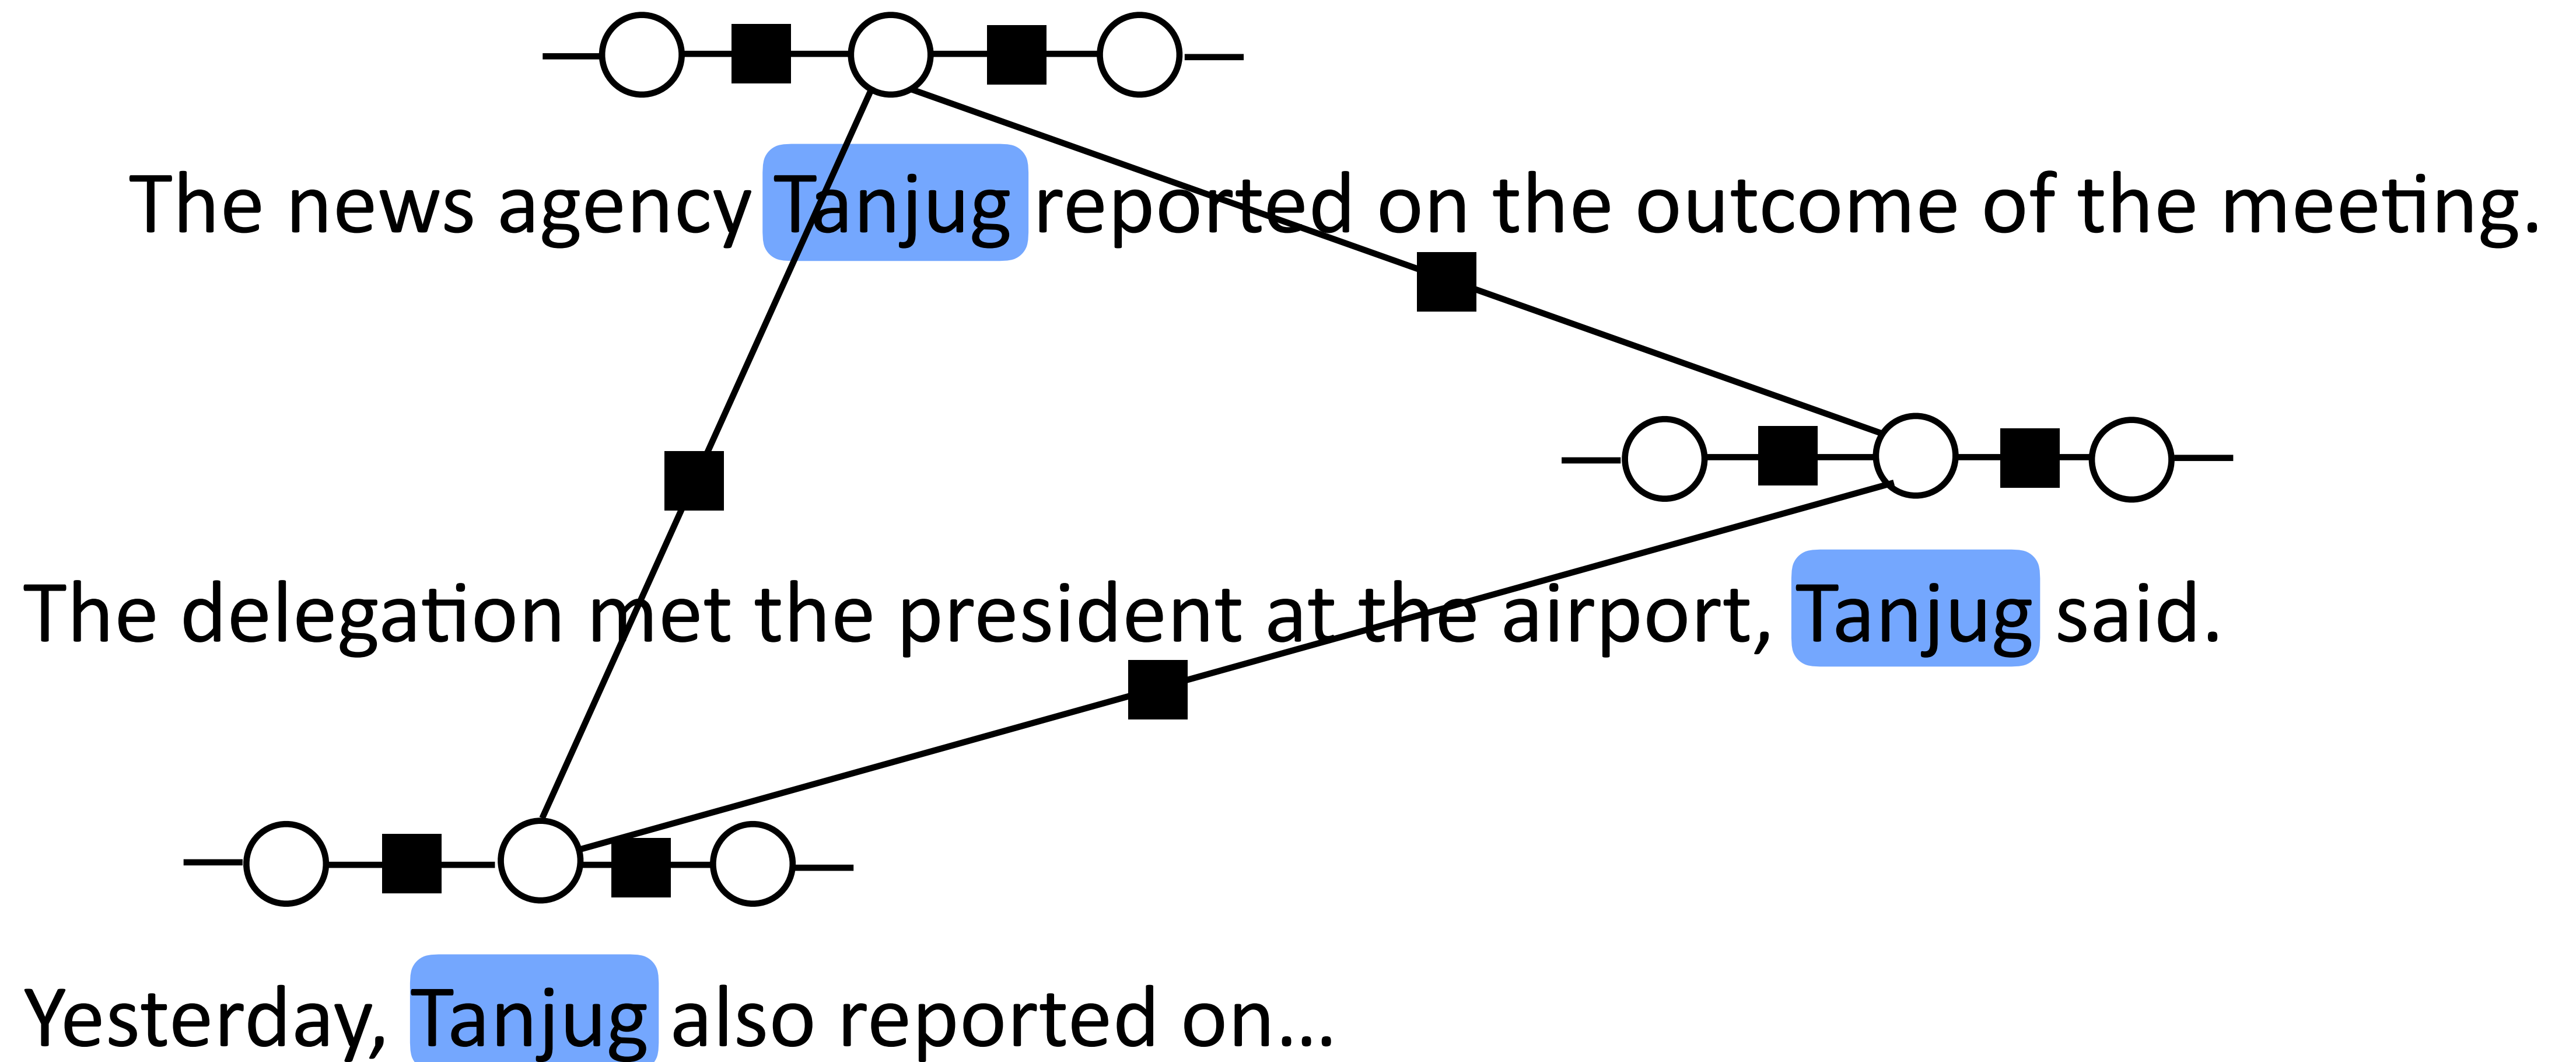 The news agency Tanjug reported on the outcome of the meeting.
The delegation met the president at the airport, Tanjug said.
Yesterday, Tanjug also reported on...